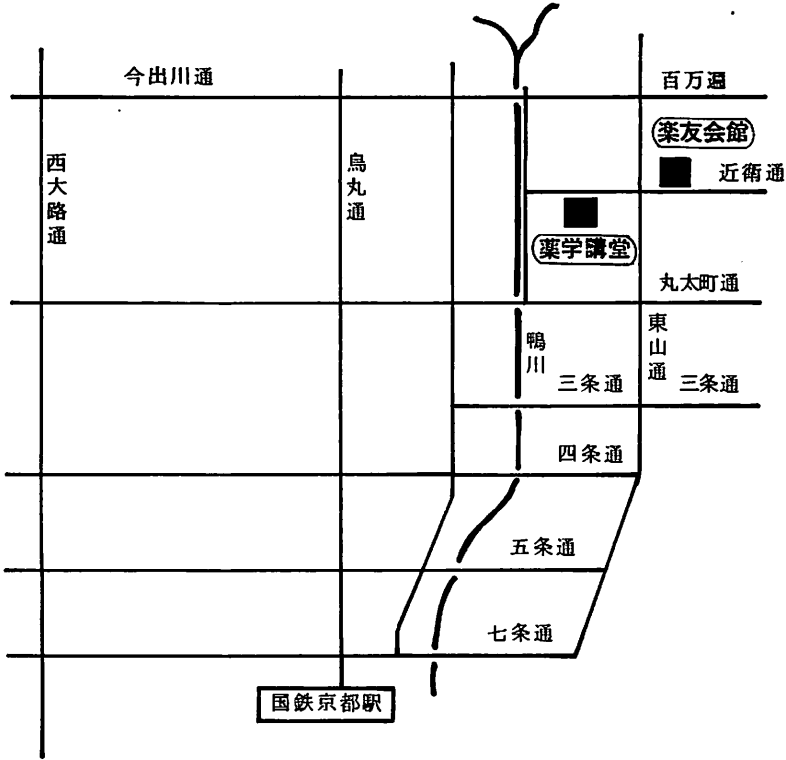 今出川通
百万遍
楽友会館
西大路通
烏丸通
近衛通
薬学講堂
丸太町通
鴨川
東山通
三条通
三条通
四条通
五条通
七条通
国鉄京都駅